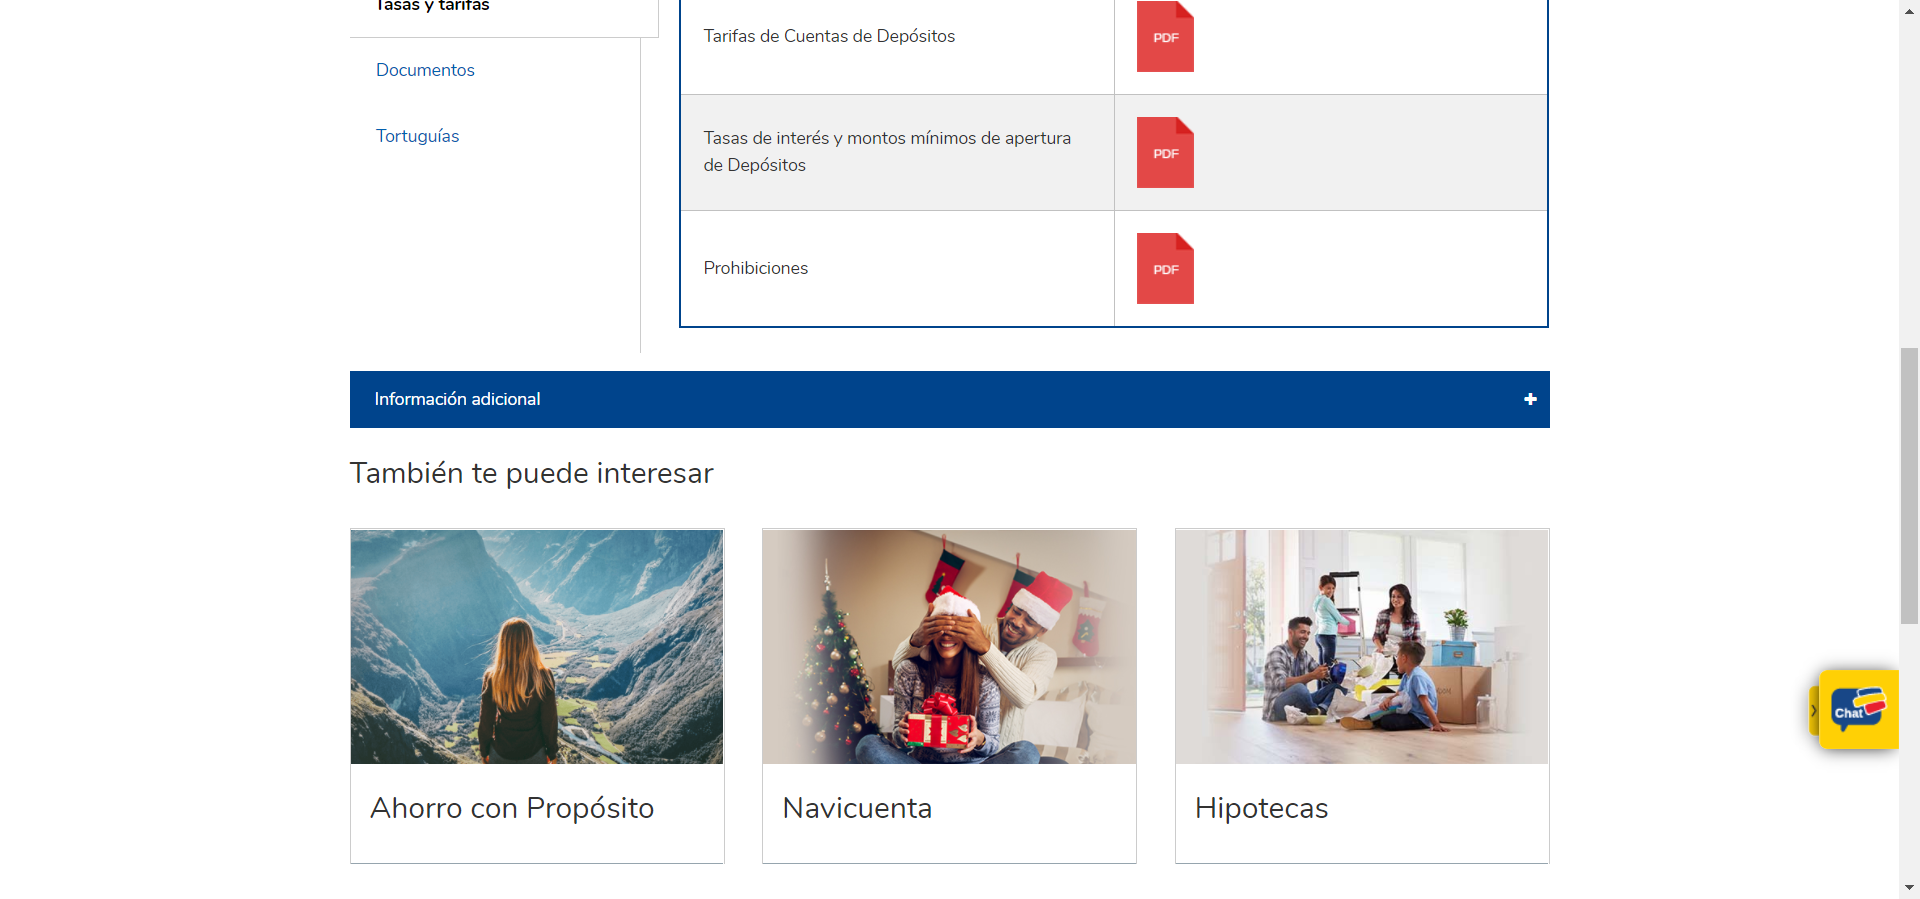 Tasas y tarifas
Documentos
Tortuguías
Tarifas de Cuentas de Depósitos
PDF
Tasas de interés y montos mínimos de apertura
de Depósitos
PDF
Prohibiciones
PDF
Información adicional
También te puede interesar
Ahorro con Propósito
Navicuenta
Hipotecas
Chat